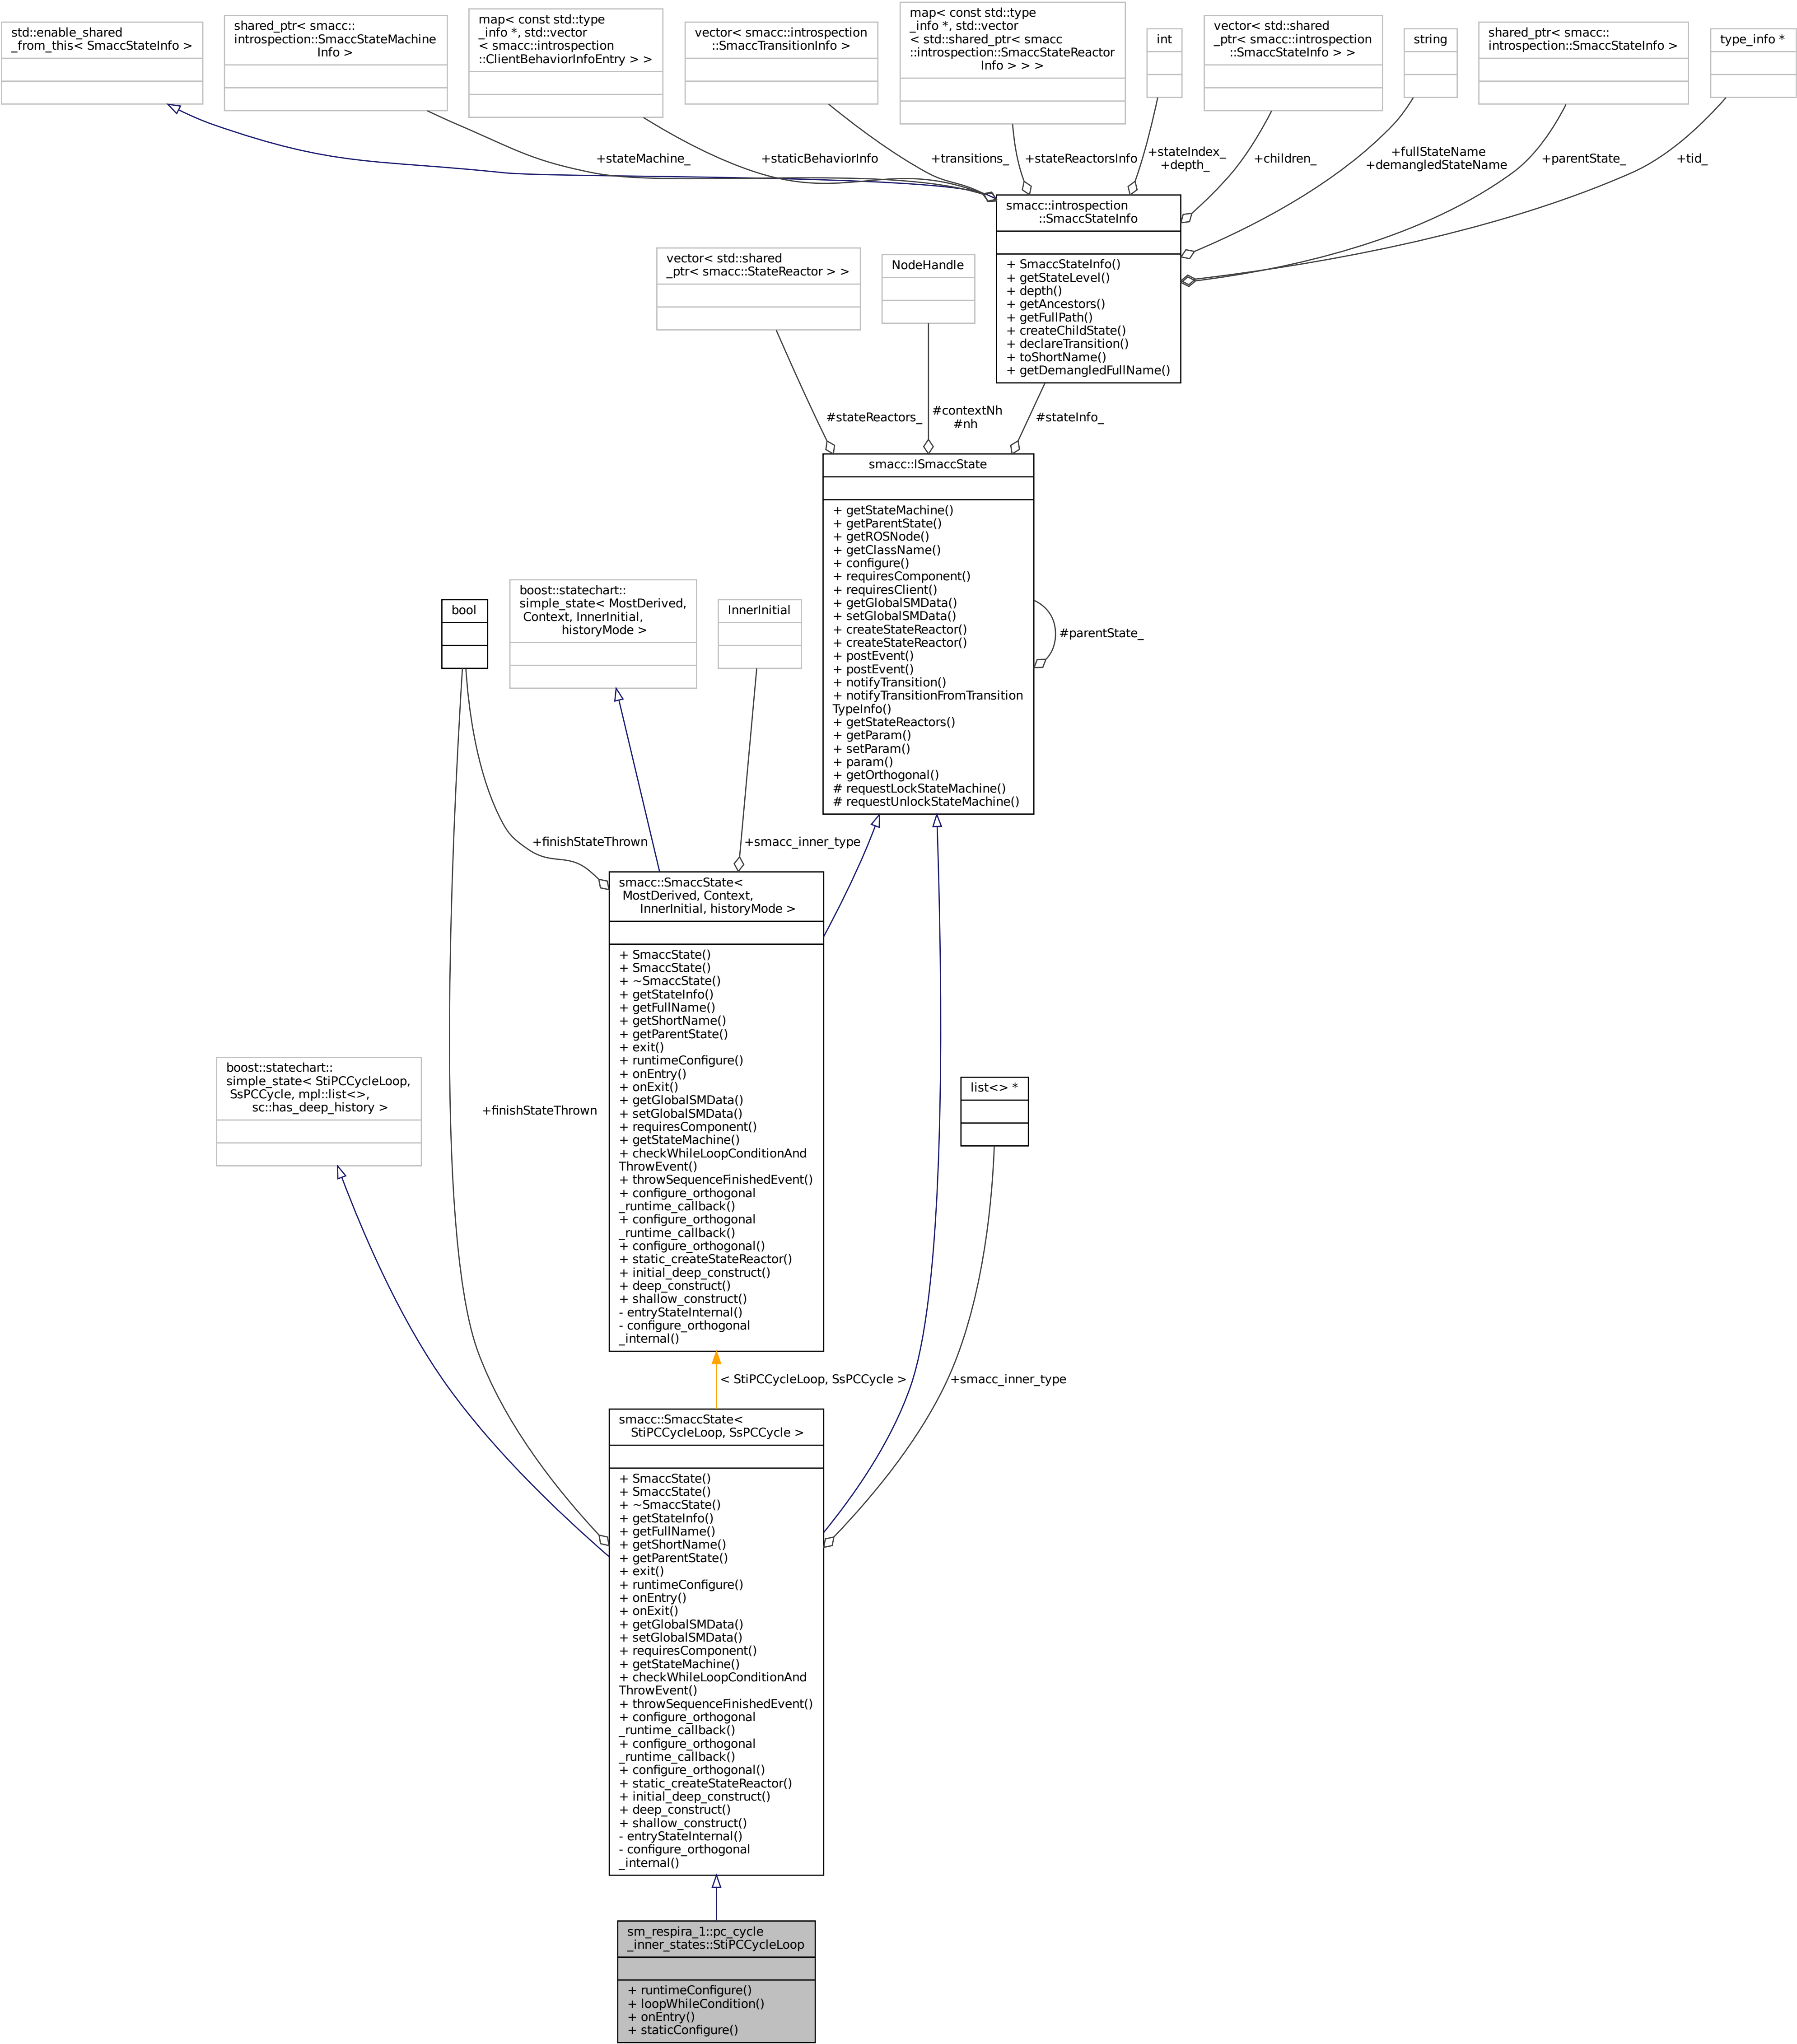 std::enable_shared
_from_this< SmaccStateInfo >
shared_ptr< smacc::
introspection::SmaccStateMachine
Info >
map< const std::type
_info *, std::vector
< smacc::introspection
::ClientBehaviorInfoEntry > >
vector< smacc::introspection
::SmaccTransitionInfo >
map< const std::type
_info *, std::vector
< std::shared_ptr< smacc
::introspection::SmaccStateReactor
Info > > >
int
vector< std::shared
_ptr< smacc::introspection
::SmaccStateInfo > >
string
shared_ptr< smacc::
introspection::SmaccStateInfo >
type_info *
+stateMachine_
+staticBehaviorInfo
+transitions_
+stateReactorsInfo
+stateIndex_
+depth_
+children_
+fullStateName
+demangledStateName
+parentState_
+tid_
smacc::introspection
::SmaccStateInfo
+ SmaccStateInfo()
+ getStateLevel()
+ depth()
+ getAncestors()
+ getFullPath()
+ createChildState()
+ declareTransition()
+ toShortName()
+ getDemangledFullName()
vector< std::shared
_ptr< smacc::StateReactor > >
NodeHandle
#stateReactors_
#contextNh
#nh
#stateInfo_
smacc::ISmaccState
+ getStateMachine()
+ getParentState()
+ getROSNode()
+ getClassName()
+ configure()
+ requiresComponent()
+ requiresClient()
+ getGlobalSMData()
+ setGlobalSMData()
+ createStateReactor()
+ createStateReactor()
+ postEvent()
+ postEvent()
+ notifyTransition()
+ notifyTransitionFromTransition
TypeInfo()
+ getStateReactors()
+ getParam()
+ setParam()
+ param()
+ getOrthogonal()
# requestLockStateMachine()
# requestUnlockStateMachine()
#parentState_
bool
boost::statechart::
simple_state< MostDerived,
Context, InnerInitial,
historyMode >
InnerInitial
+finishStateThrown
+smacc_inner_type
smacc::SmaccState<
MostDerived, Context,
InnerInitial, historyMode >
+ SmaccState()
+ SmaccState()
+ ~SmaccState()
+ getStateInfo()
+ getFullName()
+ getShortName()
+ getParentState()
+ exit()
+ runtimeConfigure()
+ onEntry()
+ onExit()
+ getGlobalSMData()
+ setGlobalSMData()
+ requiresComponent()
+ getStateMachine()
+ checkWhileLoopConditionAnd
ThrowEvent()
+ throwSequenceFinishedEvent()
+ configure_orthogonal
_runtime_callback()
+ configure_orthogonal
_runtime_callback()
+ configure_orthogonal()
+ static_createStateReactor()
+ initial_deep_construct()
+ deep_construct()
+ shallow_construct()
- entryStateInternal()
- configure_orthogonal
_internal()
boost::statechart::
simple_state< StiPCCycleLoop,
SsPCCycle, mpl::list<>,
sc::has_deep_history >
+finishStateThrown
list<> *
< StiPCCycleLoop, SsPCCycle >
+smacc_inner_type
smacc::SmaccState<
StiPCCycleLoop, SsPCCycle >
+ SmaccState()
+ SmaccState()
+ ~SmaccState()
+ getStateInfo()
+ getFullName()
+ getShortName()
+ getParentState()
+ exit()
+ runtimeConfigure()
+ onEntry()
+ onExit()
+ getGlobalSMData()
+ setGlobalSMData()
+ requiresComponent()
+ getStateMachine()
+ checkWhileLoopConditionAnd
ThrowEvent()
+ throwSequenceFinishedEvent()
+ configure_orthogonal
_runtime_callback()
+ configure_orthogonal
_runtime_callback()
+ configure_orthogonal()
+ static_createStateReactor()
+ initial_deep_construct()
+ deep_construct()
+ shallow_construct()
- entryStateInternal()
- configure_orthogonal
_internal()
sm_respira_1::pc_cycle
_inner_states::StiPCCycleLoop
+ runtimeConfigure()
+ loopWhileCondition()
+ onEntry()
+ staticConfigure()